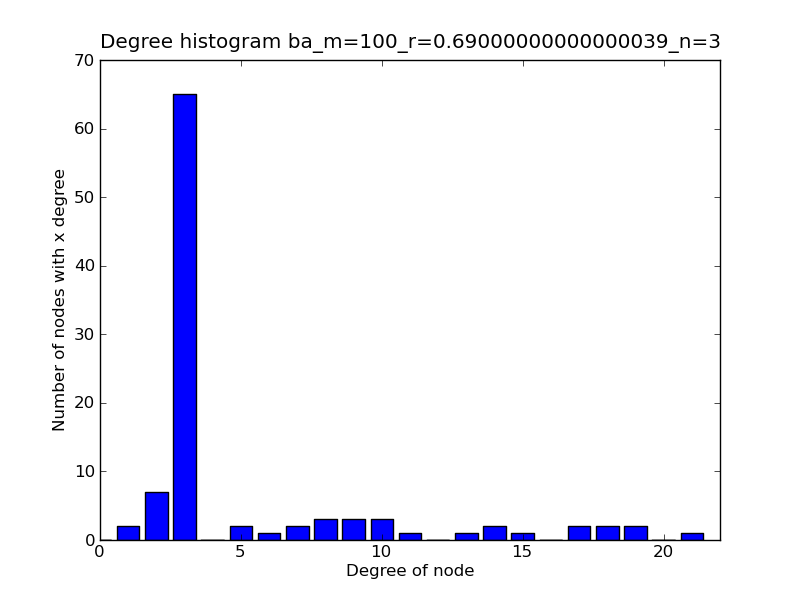 Degree histogram ba_m=100_r=0.69000000000000039_n=3
70
60
50
40
30
20
10
0
Number of nodes with x degree
0 5 10 15 20
Degree of node